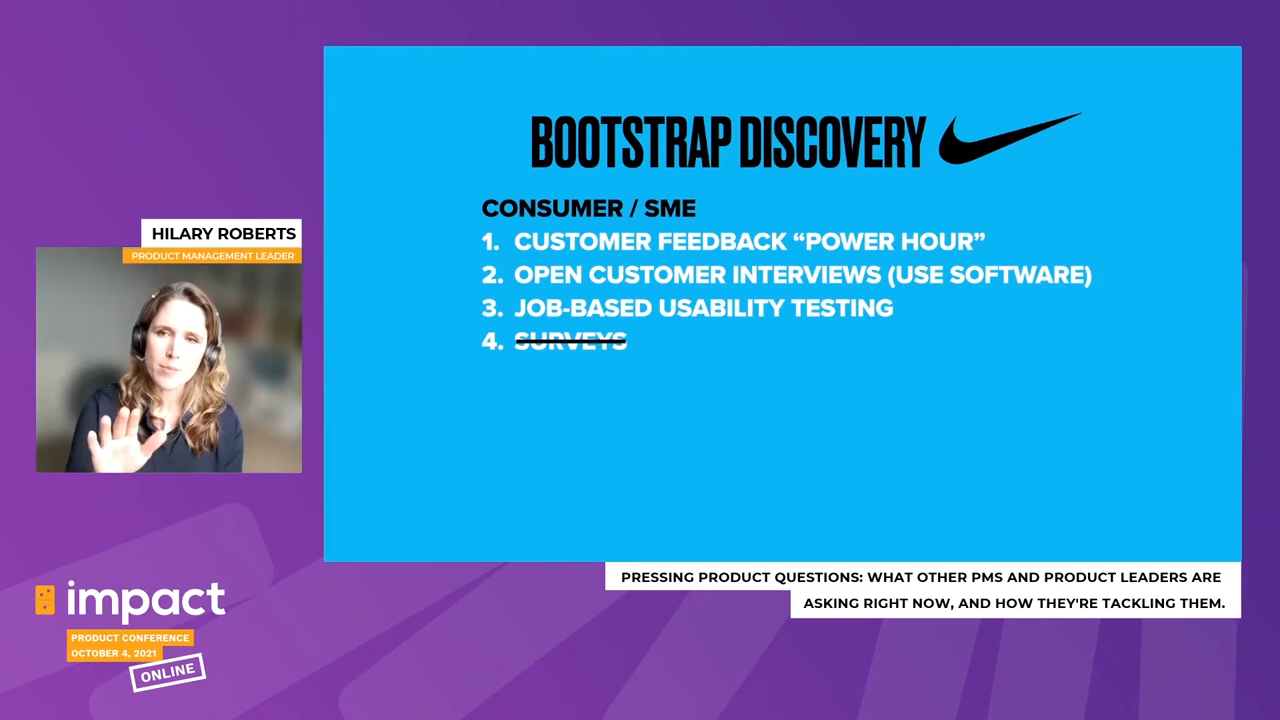 BOOTSTRAP DISCOVERY
CONSUMER / SME
1. CUSTOMER FEEDBACK “POWER HOUR”
2. OPEN CUSTOMER INTERVIEWS (USE SOFTWARE)
3. JOB-BASED USABILITY TESTING
4. SURVEYS
HILARY ROBERTS
PRODUCT MANAGEMENT LEADER
PRESSING PRODUCT QUESTIONS: WHAT OTHER PMS AND PRODUCT LEADERS ARE
ASKING RIGHT NOW, AND HOW THEY'RE TACKLING THEM.
impact
PRODUCT CONFERENCE
OCTOBER 4, 2021
ONLINE